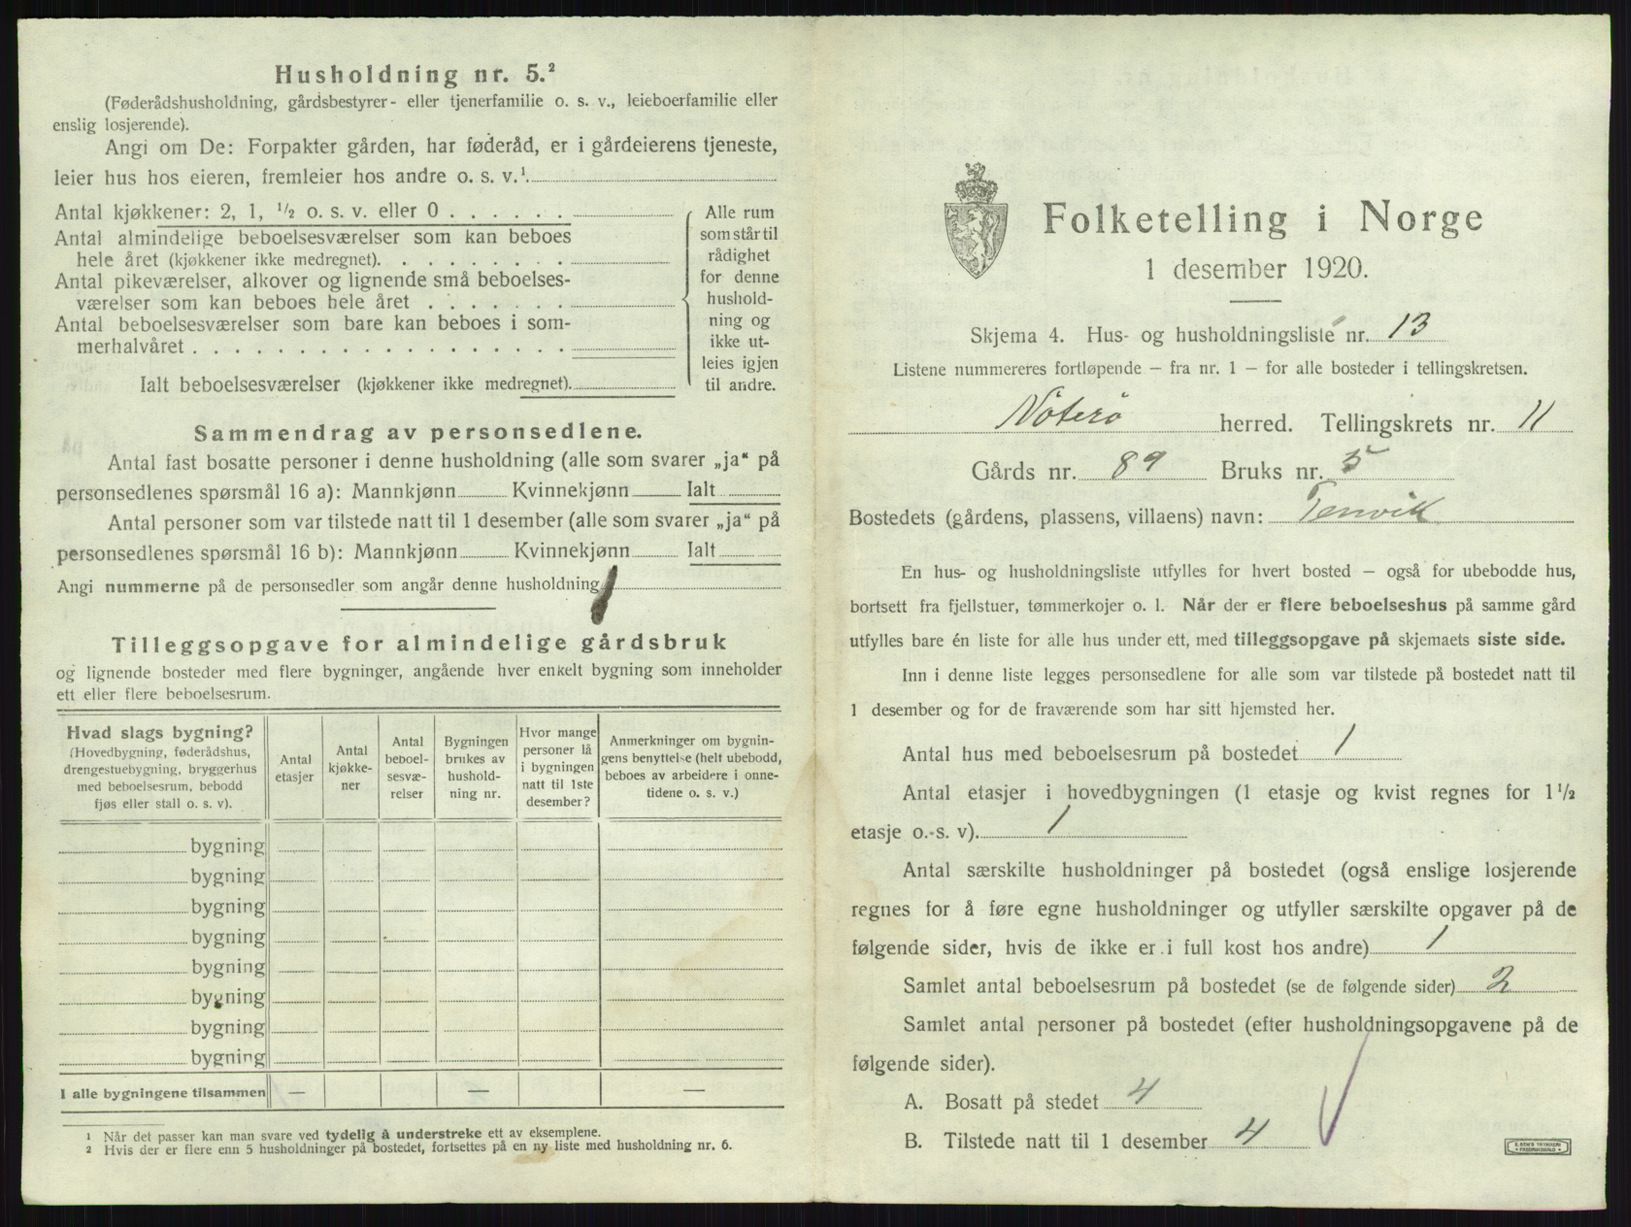 Husholdning nr. 5.²
(Føderådshusholdning, gårdsbestyrer- eller tjenerfamilie o. s. v., leieboerfamilie eller
enslig losjerende).
Angi om De: Forpakter gården, har føderåd, er i gårdeierens tjeneste,
leier hus hos eieren, fremleier hos andre o. s. v.¹
Antal kjøkkener: 2, 1, ½ o. s. v. eller 0
Antal almindelige beboelsesværelser som kan beboes
hele året (kjøkkener ikke medregnet).
Antal pikeværelser, alkover og lignende små beboelses-
værelser som kan beboes hele året
Antal beboelsesværelser som bare kan beboes i som-
merhalvåret
Ialt beboelsesværelser (kjøkkener ikke medregnet).
Alle rum
som står til
rådighet
for denne
hushold-
ning og
ikke ut-
leies igjen
til andre.
Sammendrag av personsedlene.
Antal fast bosatte personer i denne husholdning (alle som svarer „ja“ på
personsedlenes spørsmål 16 a): Mannkjønn Kvinnekjønn Ialt
Antal personer som var tilstede natt til 1 desember (alle som svarer „ja“ på
personsedlenes spørsmål 16 b): Mannkjønn Kvinnekjønn Ialt
Angi nummerne på de personsedler som angår denne husholdning
Tilleggsopgave for almindelige gårdsbruk
og lignende bosteder med flere bygninger, angående hver enkelt bygning som inneholder
ett eller flere beboelsesrum.
Hvad slags bygning?
(Hovedbygning, føderådshus,
drengestuebygning, bryggerhus
med beboelsesrum, bebodd
fjøs eller stall o. s. v).
Antal
etasjer
Antal
kjøkke-
ner
Antal
beboel-
sesvæ-
relser
Bygningen
brukes av
hushold-
ning nr.
Hvor mange
personer lå
i bygningen
natt til 1ste
desember?
Anmerkninger om bygnin-
gens benyttelse (helt ubebodd,
beboes av arbeidere i onne-
tidene o. s. v.)
bygning
bygning
bygning
bygning
bygning
bygning
bygning
bygning
I alle bygningene tilsammen — — —
¹ Når det passer kan man svare ved tydelig å understreke ett av eksemplene.
² Hvis der er flere enn 5 husholdninger på bostedet, fortsettes på en ny liste med husholdning nr. 6.
Folketelling i Norge
1 desember 1920.
Skjema 4. Hus- og husholdningsliste nr. 13
Listene nummereres fortløpende — fra nr. 1 — for alle bosteder i tellingskretsen.
Nøterø herred. Tellingskrets nr. 11
Gårds nr. 89 Bruks nr. 5
Bostedets (gårdens, plassens, villaens) navn: Tenvik
En hus- og husholdningsliste utfylles for hvert bosted — også for ubebodde hus,
bortsett fra fjellstuer, tømmerkojer o. l. Når der er flere beboelseshus på samme gård
utfylles bare én liste for alle hus under ett, med tilleggsopgave på skjemaets siste side.
Inn i denne liste legges personsedlene for alle som var tilstede på bostedet natt til
1 desember og for de fraværende som har sitt hjemsted her.
Antal hus med beboelsesrum på bostedet 1
Antal etasjer i hovedbygningen (1 etasje og kvist regnes for 1½
etasje o. s. v). 1
Antal særskilte husholdninger på bostedet (også enslige losjerende
regnes for å føre egne husholdninger og utfyller særskilte opgaver på de
følgende sider, hvis de ikke er i full kost hos andre) 1
Samlet antal beboelsesrum på bostedet (se de følgende sider) 2
Samlet antal personer på bostedet (efter husholdningsopgavene på de
følgende sider).
A. Bosatt på stedet 4
B. Tilstede natt til 1 desember 4